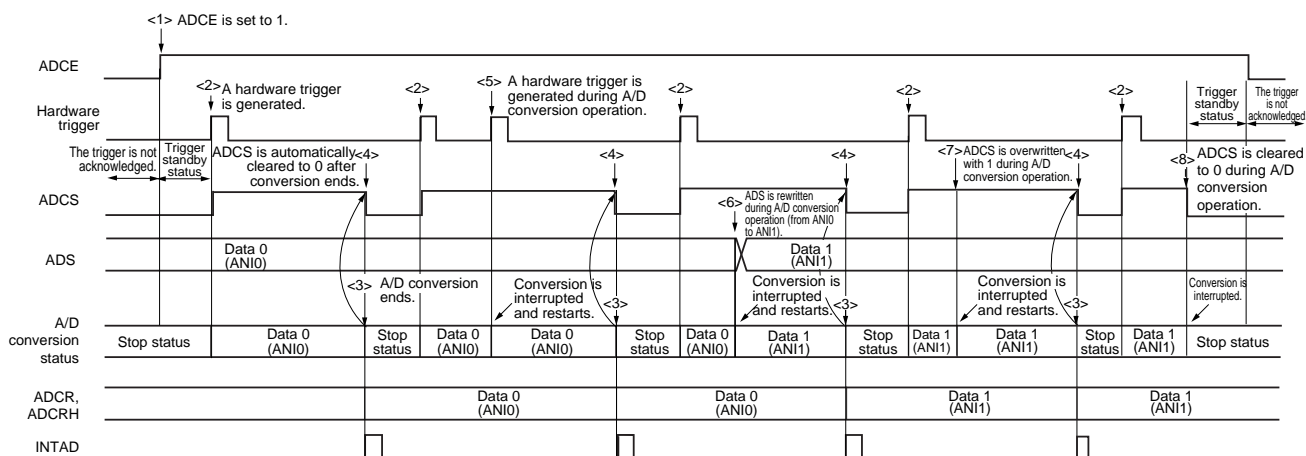 <1> ADCE is set to 1.
ADCE
<2> A hardware trigger
is generated.
<2>
<5> A hardware trigger is
generated during A/D
conversion operation.
<2>
<2>
<2>
Trigger
standby
status
The trigger
is not
acknowledged
Hardware
trigger
The trigger is not
acknowledged.
Trigger
standby
status
ADCS is automatically
cleared to 0 after
conversion ends.
<4>
<4>
<4>
<7> ADCS is overwritten
with 1 during A/D
conversion operation.
<4>
<8> ADCS is cleared
to 0 during A/D
conversion
operation.
ADCS
<6> ADS is rewritten
during A/D conversion
operation (from ANI0
to ANI1).
ADS
Data 0
(ANI0)
Data 1
(ANI1)
<3> A/D conversion
ends.
Conversion is
interrupted
and restarts.
<3>
Conversion is
interrupted
and restarts.
<3>
Conversion is
interrupted
and restarts.
<3>
Conversion is
interrupted.
A/D
conversion
status
Stop status
Data 0
(ANI0)
Stop
status
Data 0
(ANI0)
Data 0
(ANI0)
Stop
status
Data 0
(ANI0)
Data 1
(ANI1)
Stop
status
Data 1
(ANI1)
Data 1
(ANI1)
Stop
status
Data 1
(ANI1)
Stop status
ADCR,
ADCRH
Data 0
(ANI0)
Data 0
(ANI0)
Data 1
(ANI1)
Data 1
(ANI1)
INTAD